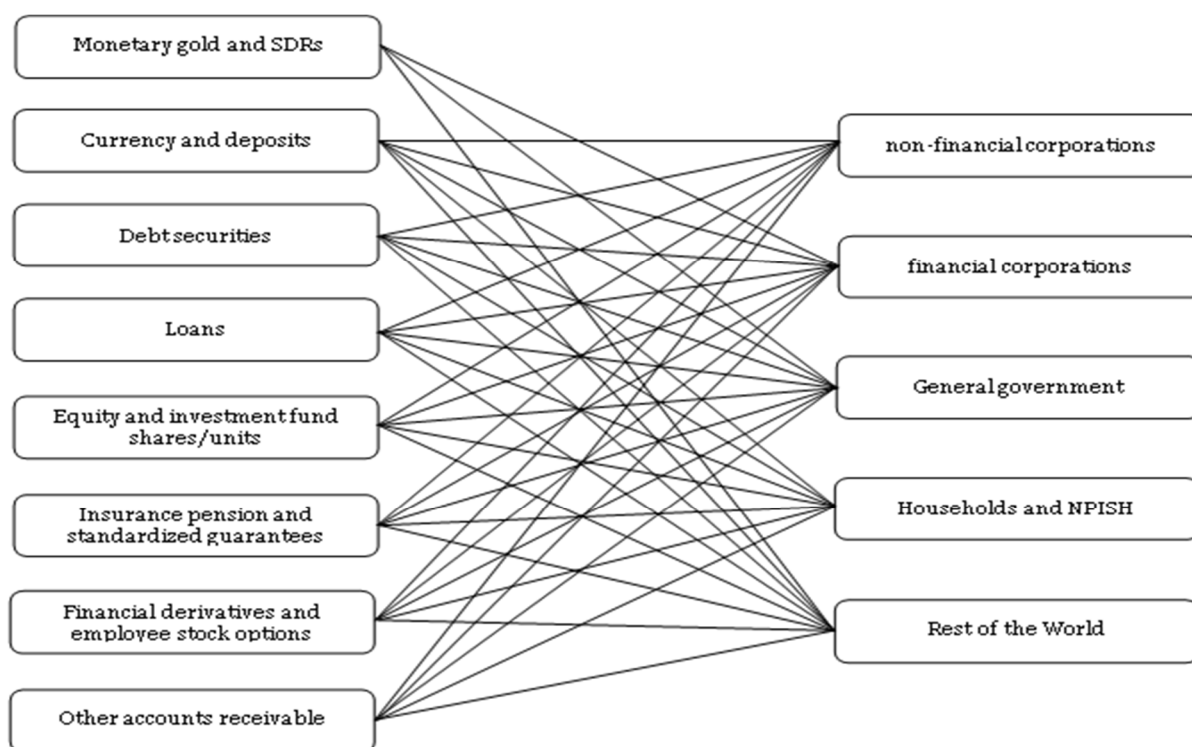 Monetary gold and SDRs
Currency and deposits
Debt securities
Loans
Equity and investment fund
shares/units
Insurance pension and
standardized guarantees
Financial derivatives and
employee stock options
Other accounts receivable
non-financial corporations
financial corporations
General government
Households and NPISH
Rest of the World